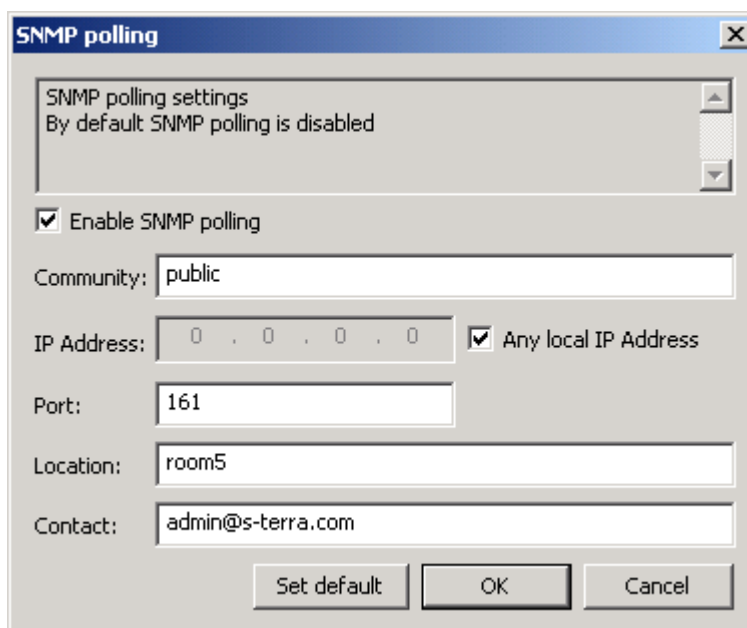 SNMP polling
SNMP polling settings
By default SNMP polling is disabled
Enable SNMP polling
Community: public
IP Address: 0 . 0 . 0 . 0 Any local IP Address
Port: 161
Location: room5
Contact: admin@s-terra.com
Set default OK Cancel